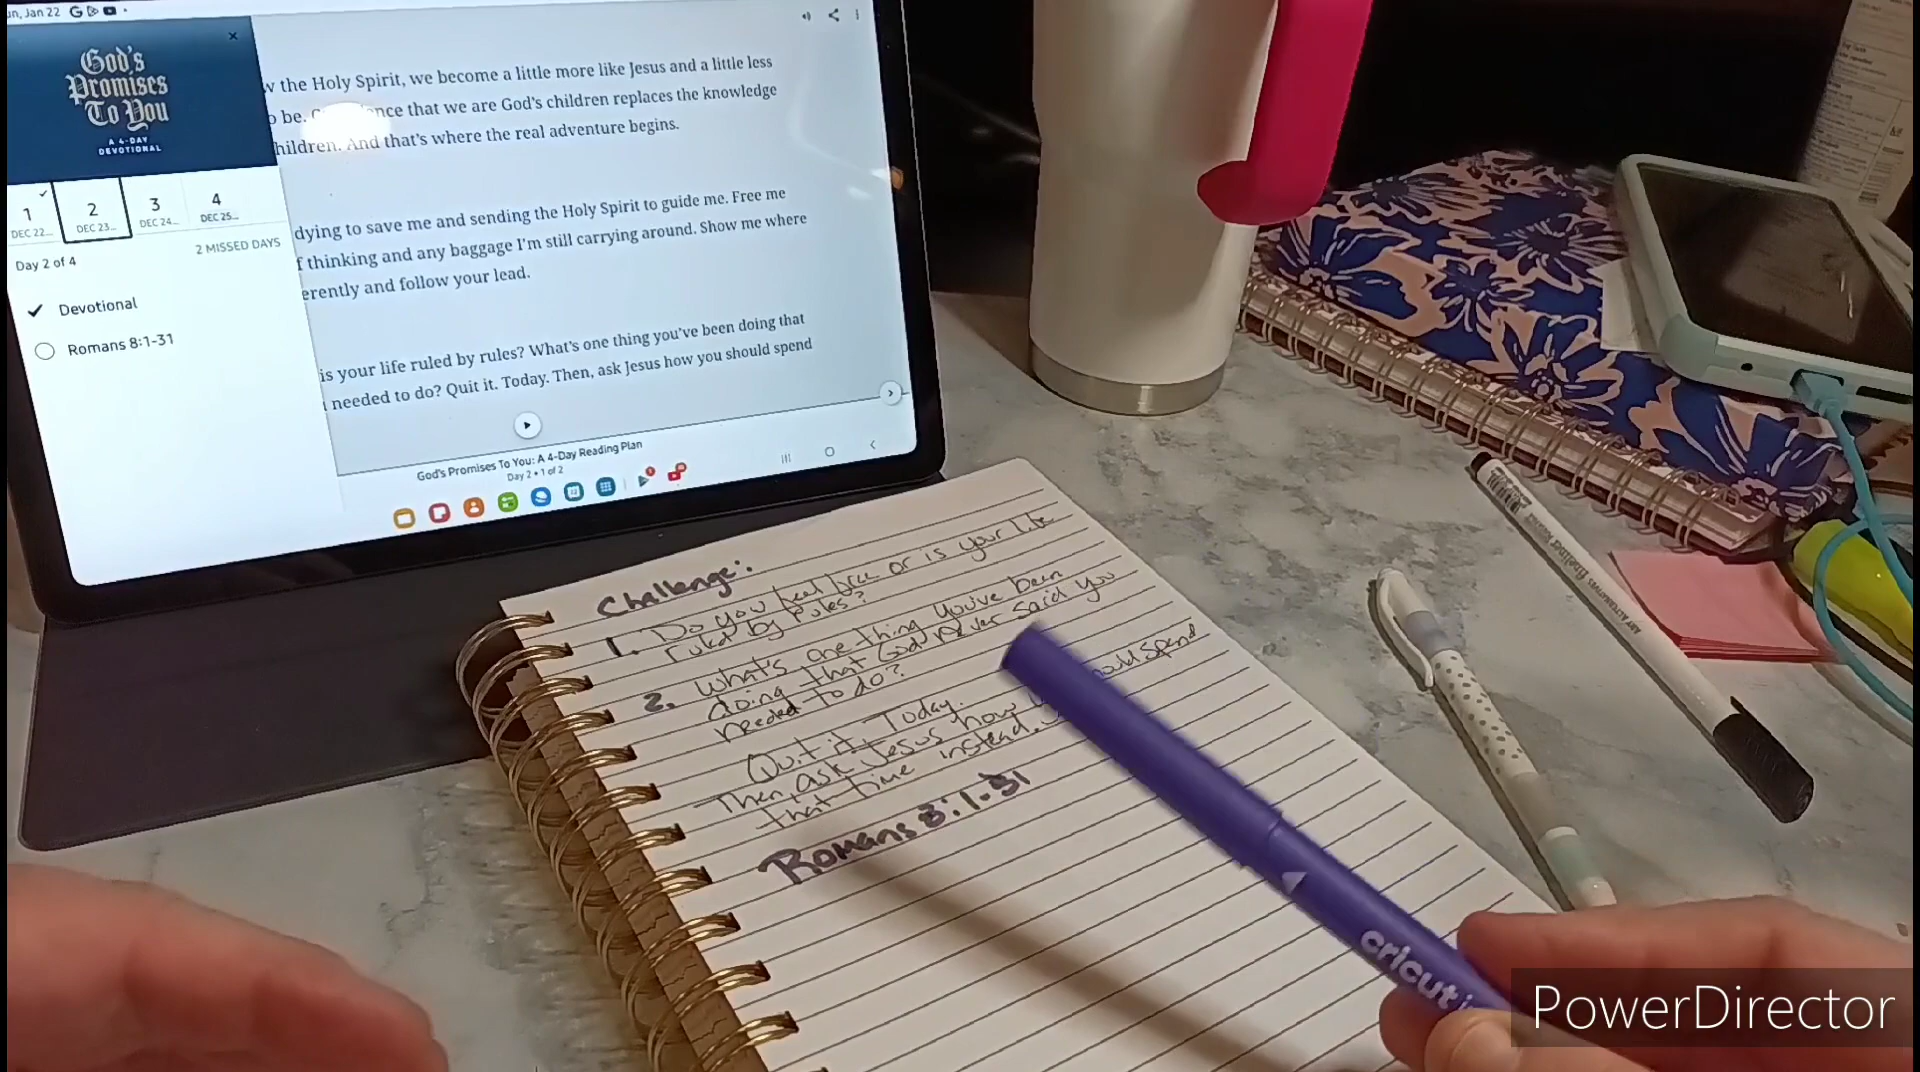 un, Jan 22
God's
Promises
To You
A 4-DAY
DEVOTIONAL
1
DEC 22...
2
DEC 23...
3
DEC 24...
4
DEC 25...
2 MISSED DAYS
Day 2 of 4
Devotional
Romans 8:1-31
w the Holy Spirit, we become a little more like Jesus and a little less
o be. that we are God's children replaces the knowledge
hildren. And that's where the real adventure begins.
dying to save me and sending the Holy Spirit to guide me. Free me
f thinking and any baggage I'm still carrying around. Show me where
erently and follow your lead.
is your life ruled by rules? What's one thing you've been doing that
needed to do? Quit it. Today. Then, ask Jesus how you should spend
God's Promises To You: A 4-Day Reading Plan
Day 2 • 1 of 2
Challenge:
1. Do you feel free or is your life
ruled by rules?
2. What's one thing you've been
doing that God never said you
needed to do?
Quit it. Today.
Then, ask Jesus how should spend
that time instead.
Romans 8:1-31
cricut
PowerDirector